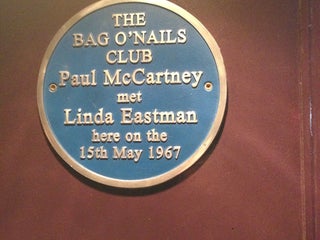 THE
BAG O'NAILS
CLUB
Paul McCartney
met
Linda Eastman
here on the
15th May 1967